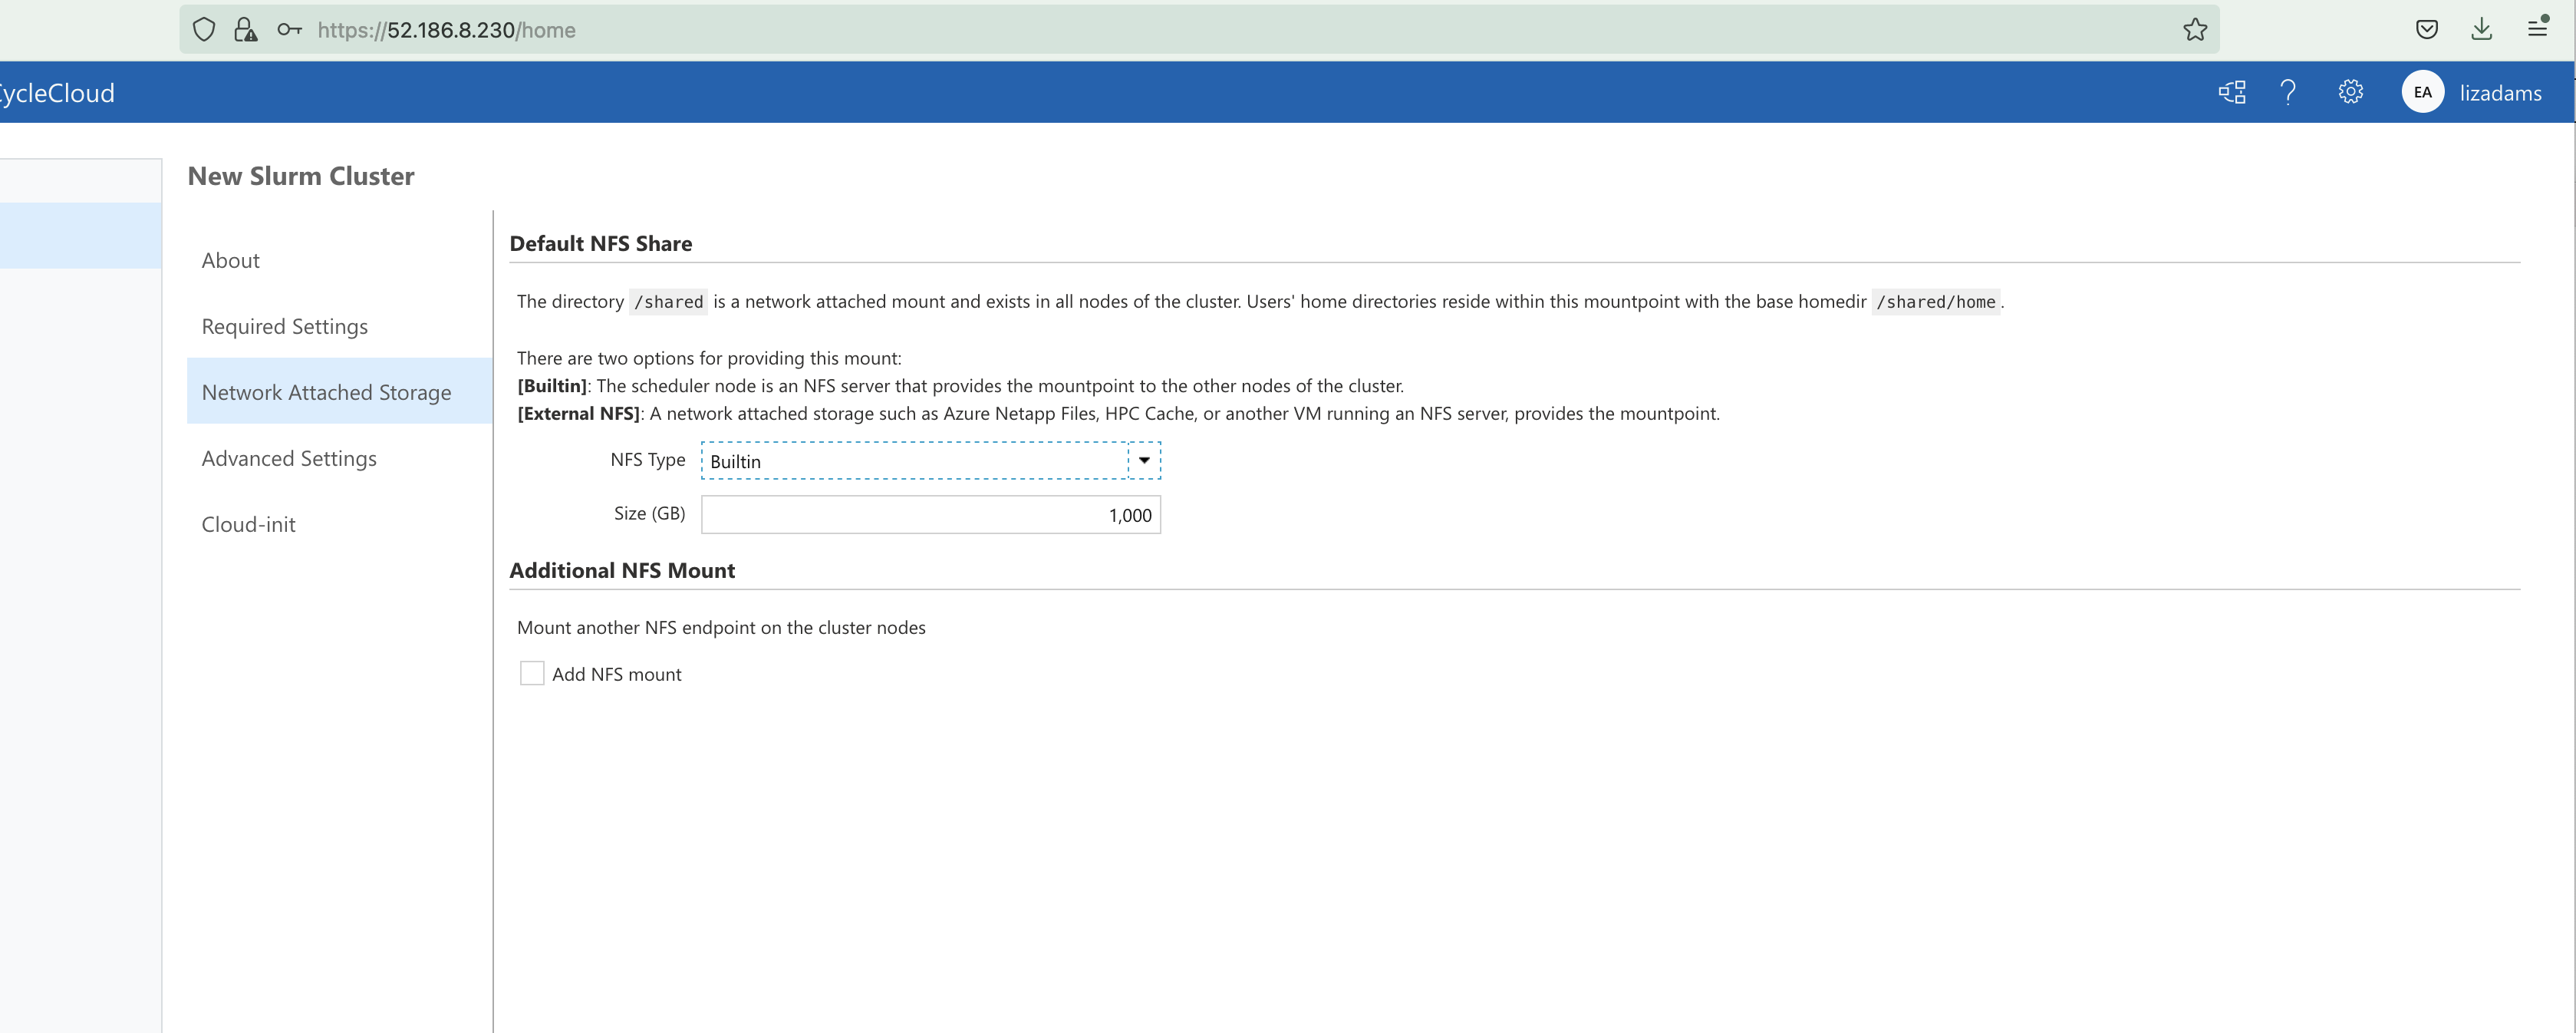 https://52.186.8.230/home
CycleCloud
EA lizadams
New Slurm Cluster
About
Required Settings
Network Attached Storage
Advanced Settings
Cloud-init
Default NFS Share
The directory /shared is a network attached mount and exists in all nodes of the cluster. Users' home directories reside within this mountpoint with the base homedir /shared/home.
There are two options for providing this mount:
[Builtin]: The scheduler node is an NFS server that provides the mountpoint to the other nodes of the cluster.
[External NFS]: A network attached storage such as Azure Netapp Files, HPC Cache, or another VM running an NFS server, provides the mountpoint.
NFS Type Builtin
Size (GB) 1,000
Additional NFS Mount
Mount another NFS endpoint on the cluster nodes
Add NFS mount